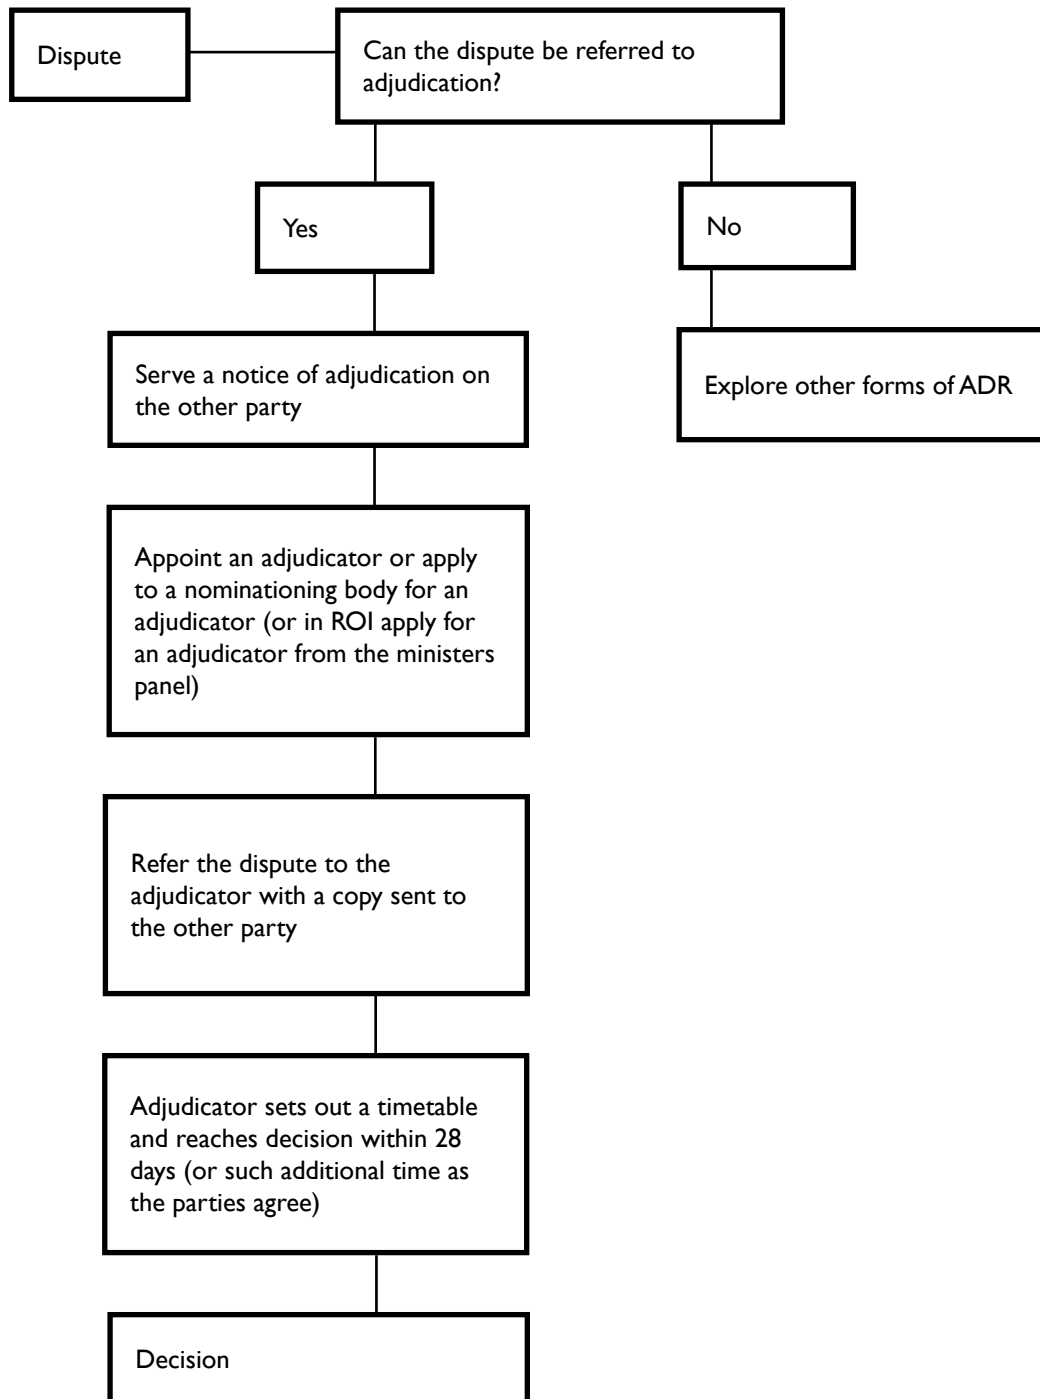 Dispute
Can the dispute be referred to
adjudication?
Yes
No
Serve a notice of adjudication on
the other party
Explore other forms of ADR
Appoint an adjudicator or apply
to a nominationing body for an
adjudicator (or in ROI apply for
an adjudicator from the ministers
panel)
Refer the dispute to the
adjudicator with a copy sent to
the other party
Adjudicator sets out a timetable
and reaches decision within 28
days (or such additional time as
the parties agree)
Decision